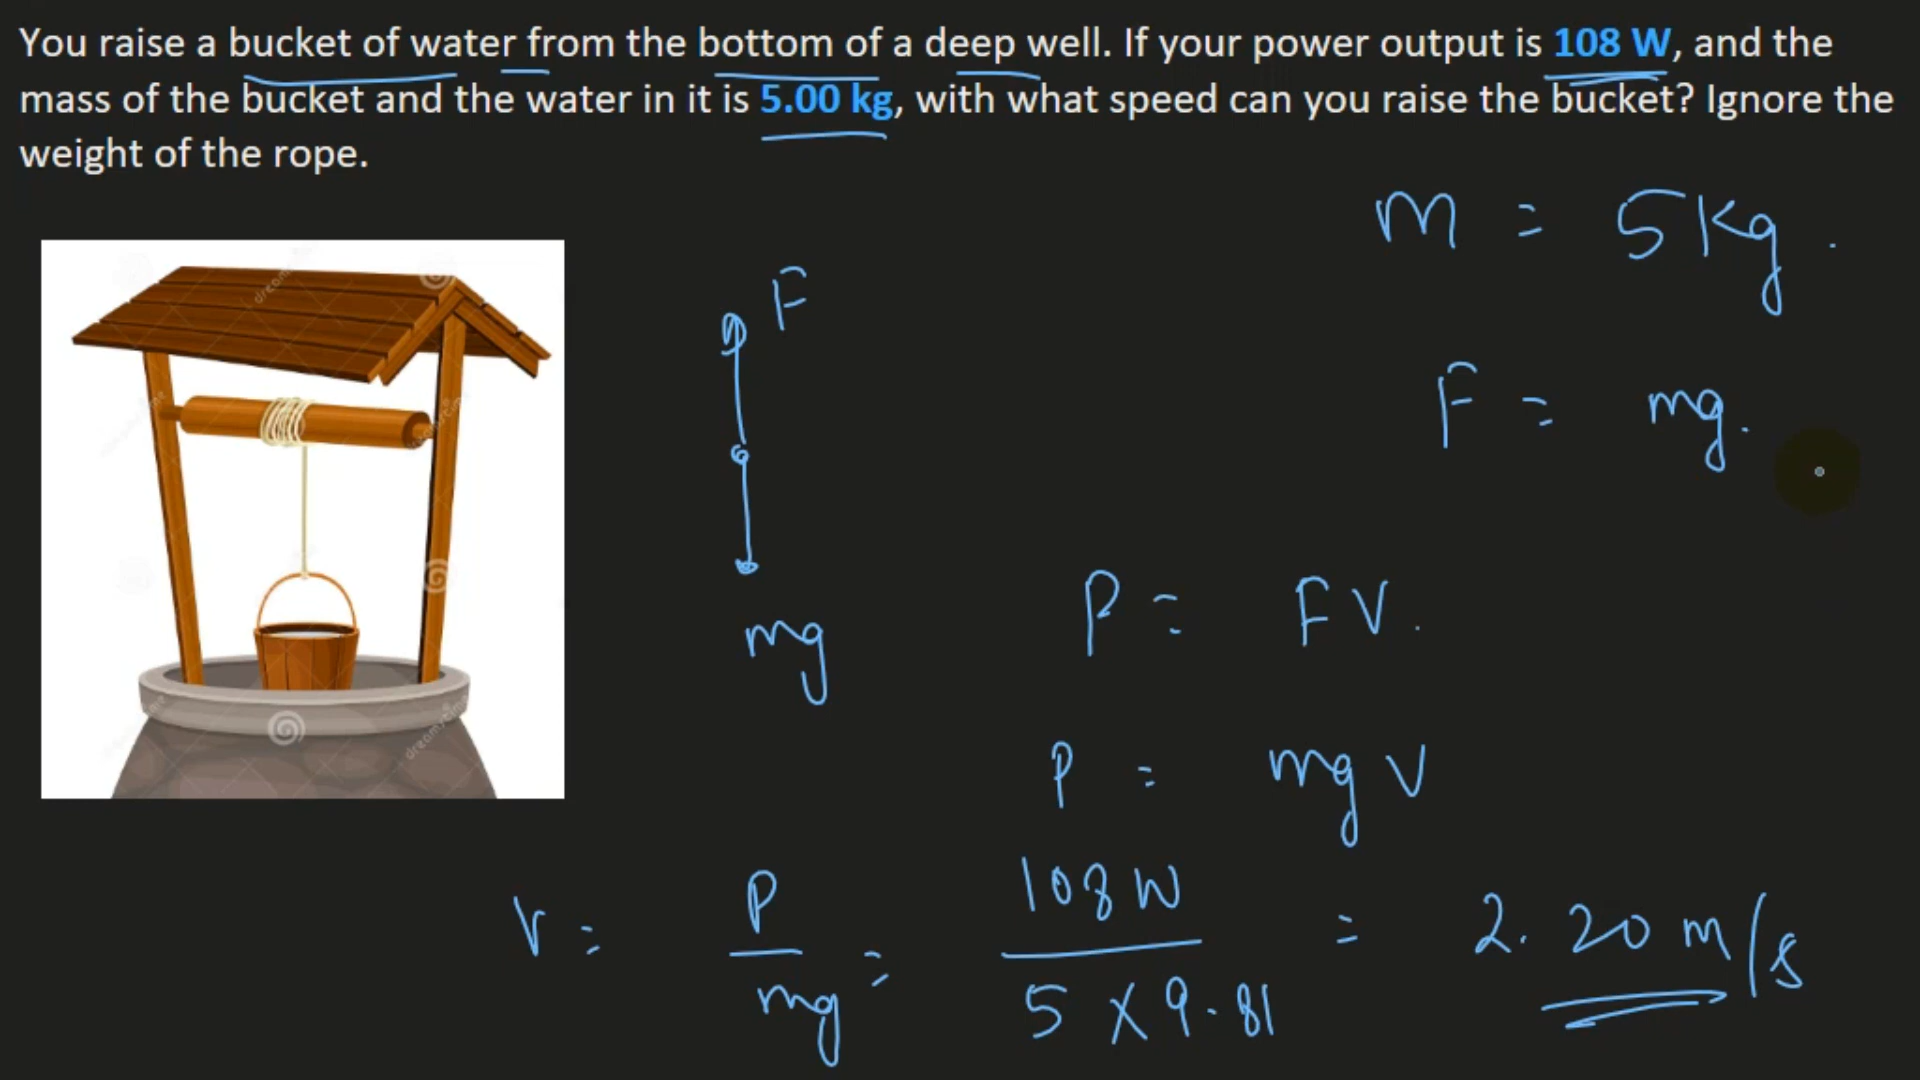 You raise a bucket of water from the bottom of a deep well. If your power output is 108 W, and the
mass of the bucket and the water in it is 5.00 kg, with what speed can you raise the bucket? Ignore the
weight of the rope.
m = 5kg.
F
F = mg.
P = FV.
mg
P = mg V
V = P/mg = 108W / 5 X 9.81 = 2.20 m/s
dreamstime